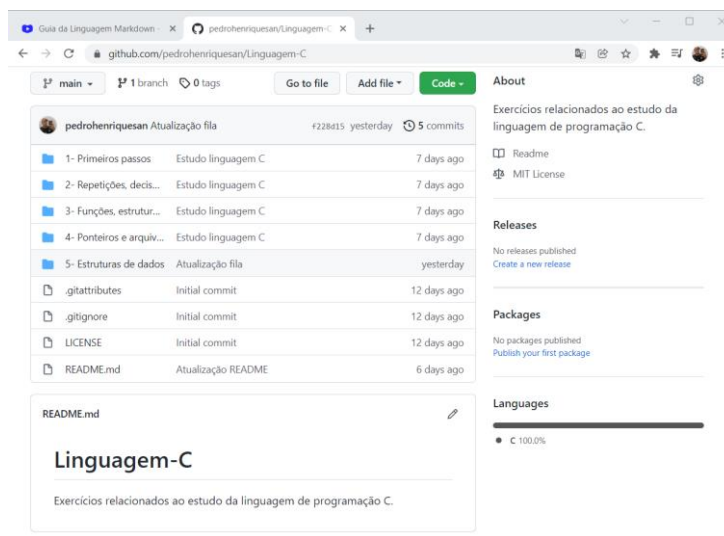 Guia da Linguagem Markdown -
pedrohenriquesan/Linguagem-C
github.com/pedrohenriquesan/Linguagem-C
main 1 branch 0 tags Go to file Add file Code
pedrohenriquesan Atualização fila f228d15 yesterday 5 commits
1- Primeiros passos Estudo linguagem C 7 days ago
2- Repetições, decis... Estudo linguagem C 7 days ago
3- Funções, estrutur... Estudo linguagem C 7 days ago
4- Ponteiros e arquiv... Estudo linguagem C 7 days ago
5- Estruturas de dados Atualização fila yesterday
.gitattributes Initial commit 12 days ago
.gitignore Initial commit 12 days ago
LICENSE Initial commit 12 days ago
README.md Atualização README 6 days ago
README.md
Linguagem-C
Exercícios relacionados ao estudo da linguagem de programação C.
About
Exercícios relacionados ao estudo da
linguagem de programação C.
Readme
MIT License
Releases
No releases published
Create a new release
Packages
No packages published
Publish your first package
Languages
C 100.0%